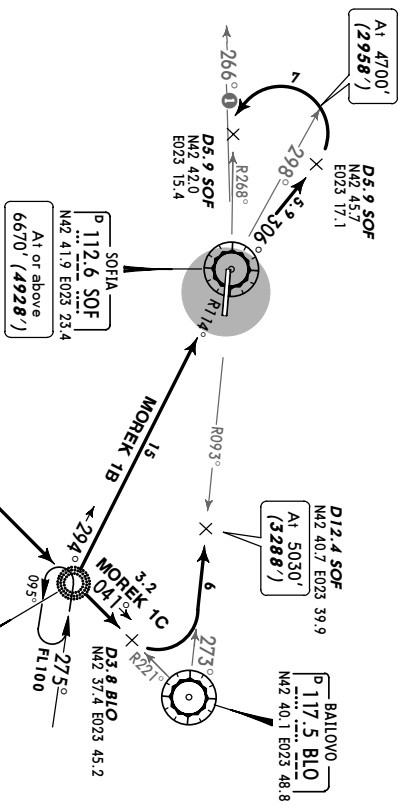 At 4700'
(2958')
7
D5.9 SOF
N42 45.7
E023 17.1
298°
5.9
306°
266°
1
R268°
D5.9 SOF
N42 42.0
E023 15.4
SOFIA
D 112.6 SOF
N42 41.9 E023 23.4
At or above
6670' (4928')
R114°
R093°
D12.4 SOF
N42 40.7 E023 39.9
At 5030'
(3288')
6
MOREK 1B
15
294°
3.2
MOREK 1C
041°
273°
R221°
D3.8 BLO
N42 37.4 E023 45.2
BAILOVO
D 117.5 BLO
N42 40.1 E023 48.8
095°
275°
FL100